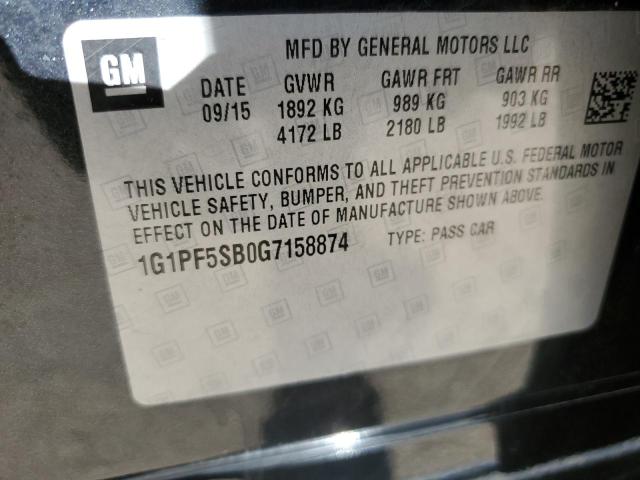 GM
MFD BY GENERAL MOTORS LLC
DATE GVWR GAWR FRT GAWR RR
09/15 1892 KG 989 KG 903 KG
4172 LB 2180 LB 1992 LB
THIS VEHICLE CONFORMS TO ALL APPLICABLE U.S. FEDERAL MOTOR
VEHICLE SAFETY, BUMPER, AND THEFT PREVENTION STANDARDS IN
EFFECT ON THE DATE OF MANUFACTURE SHOWN ABOVE.
1G1PF5SB0G7158874 TYPE: PASS CAR